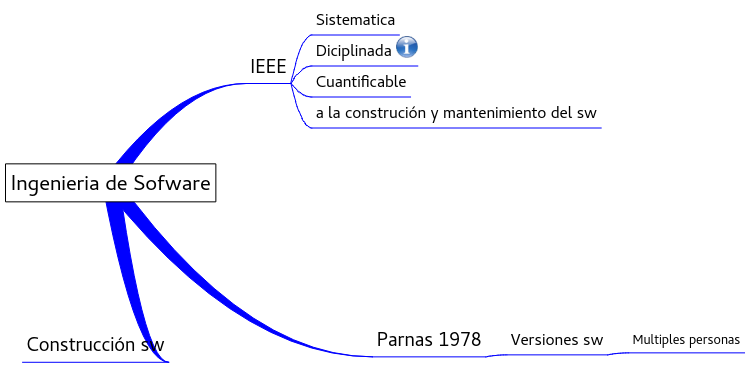 Sistematica
Diciplinada
IEEE
Cuantificable
a la construción y mantenimiento del sw
Ingenieria de Sofware
Construcción sw
Parnas 1978
Versiones sw
Multiples personas